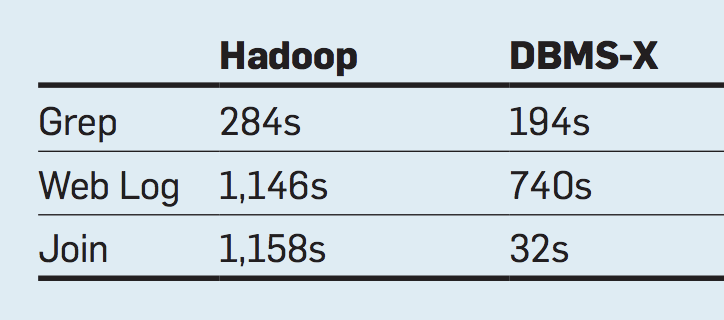 Hadoop DBMS-X
Grep 284s 194s
Web Log 1,146s 740s
Join 1,158s 32s